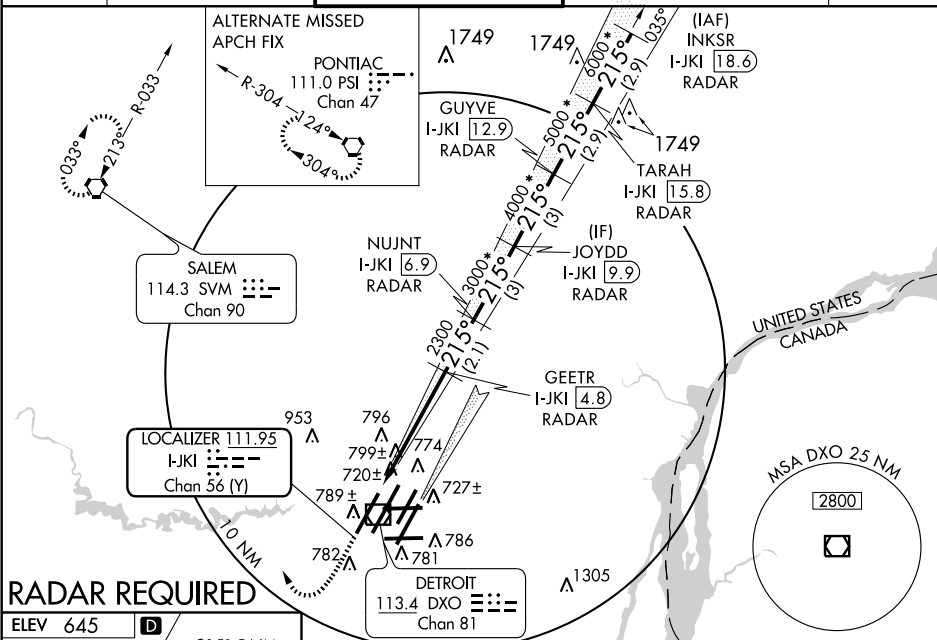 ALTERNATE MISSED
APCH FIX
PONTIAC
111.0 PSI
Chan 47
R-304
124°
304°
R-033
033°
213°
1749
1749
1749
6000*
215°
(2.9)
035°
(IAF)
INKSR
I-JKI 18.6
RADAR
GUYVE
I-JKI 12.9
RADAR
5000*
215°
(2.9)
TARAH
I-JKI 15.8
RADAR
4000*
215°
(3)
(IF)
JOYDD
I-JKI 9.9
RADAR
NUJNT
I-JKI 6.9
RADAR
3000*
215°
(3)
SALEM
114.3 SVM
Chan 90
2300
215°
(2.1)
GEETR
I-JKI 4.8
RADAR
UNITED STATES
CANADA
953
796
799±
774
720±
727±
789±
782
786
781
1305
LOCALIZER 111.95
I-JKI
Chan 56 (Y)
10 NM
MSA DXO 25 NM
2800
DETROIT
113.4 DXO
Chan 81
RADAR REQUIRED
ELEV 645
D